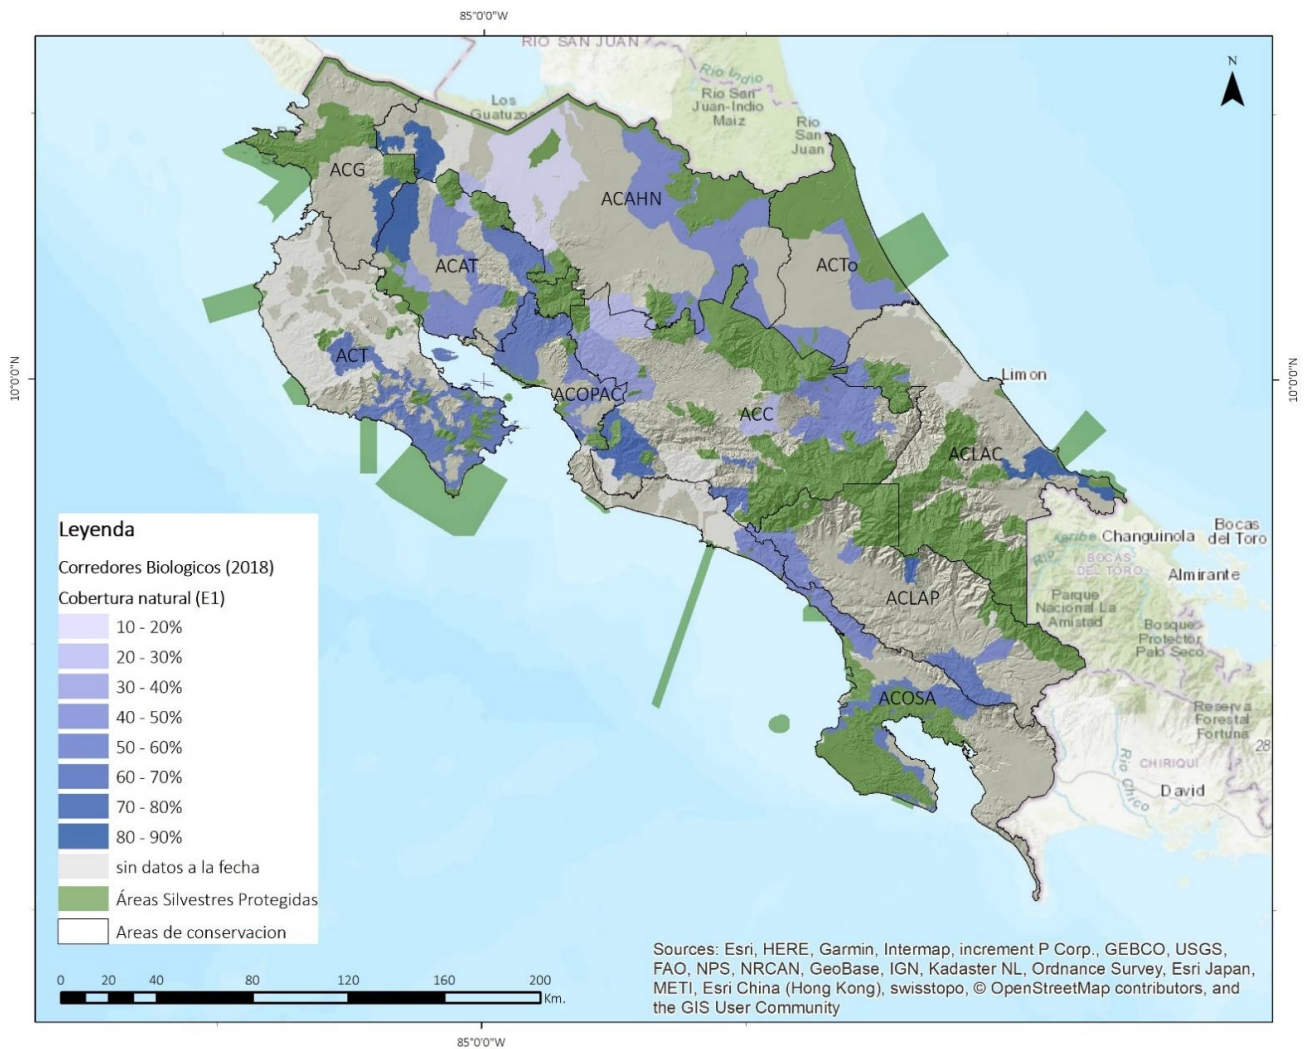 85°0'0"W
RIO SAN JUAN
N
Río Indio
Los
Guatuzo
Rio San
Juan-Indio
Maiz
Rio
San
Juan
ACG
ACAHN
ACTo
ACAT
ACT
10°0'0"N
10°0'0"N
Limon
ACOPAC
ACC
ACLAC
Leyenda
Corredores Biologicos (2018)
Cobertura natural (E1)
10 - 20%
20 - 30%
30 - 40%
40 - 50%
50 - 60%
60 - 70%
70 - 80%
80 - 90%
sin datos a la fecha
Áreas Silvestres Protegidas
Areas de conservacion
Changuinola
Bocas
del Toro
BOCAS
DEL TORO
Almirante
Parque
Nacional La
Amistad
Bosque
Protector
Palo Seco
ACLAP
ACOSA
Reserva
Forestal
Fortuna
28
CHIRIQUI
Río Chico
David
0 20 40 80 120 160 200
Km.
Sources: Esri, HERE, Garmin, Intermap, increment P Corp., GEBCO, USGS,
FAO, NPS, NRCAN, GeoBase, IGN, Kadaster NL, Ordnance Survey, Esri Japan,
METI, Esri China (Hong Kong), swisstopo, © OpenStreetMap contributors, and
the GIS User Community
85°0'0"W